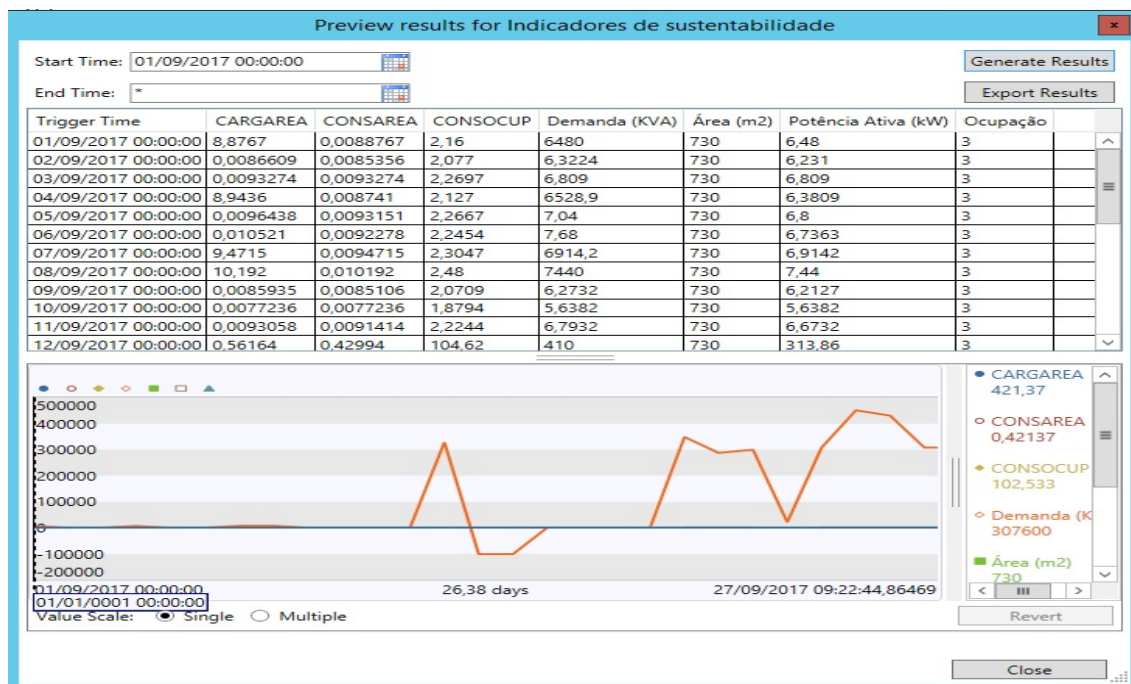 Preview results for Indicadores de sustentabilidade
Start Time: 01/09/2017 00:00:00
Generate Results
End Time: *
Export Results
Trigger Time CARGAREA CONSAREA CONSOCUP Demanda (KVA) Área (m2) Potência Ativa (kW) Ocupação
01/09/2017 00:00:00 8,8767 0,0088767 2,16 6480 730 6,48 3
02/09/2017 00:00:00 0,0086609 0,0085356 2,077 6,3224 730 6,231 3
03/09/2017 00:00:00 0,0093274 0,0093274 2,2697 6,809 730 6,809 3
04/09/2017 00:00:00 8,9436 0,008741 2,127 6528,9 730 6,3809 3
05/09/2017 00:00:00 0,0096438 0,0093151 2,2667 7,04 730 6,8 3
06/09/2017 00:00:00 0,010521 0,0092278 2,2454 7,68 730 6,7363 3
07/09/2017 00:00:00 9,4715 0,0094715 2,3047 6914,2 730 6,9142 3
08/09/2017 00:00:00 10,192 0,010192 2,48 7440 730 7,44 3
09/09/2017 00:00:00 0,0085935 0,0085106 2,0709 6,2732 730 6,2127 3
10/09/2017 00:00:00 0,0077236 0,0077236 1,8794 5,6382 730 5,6382 3
11/09/2017 00:00:00 0,0093058 0,0091414 2,2244 6,7932 730 6,6732 3
12/09/2017 00:00:00 0,56164 0,42994 104,62 410 730 313,86 3
500000
400000
300000
200000
100000
0
-100000
-200000
01/09/2017 00:00:00 26,38 days 27/09/2017 09:22:44,86469
01/01/0001 00:00:00
CARGAREA
421,37
CONSAREA
0,42137
CONSOCUP
102,533
Demanda (K
307600
Área (m2)
730
Value Scale: Single Multiple
Revert
Close